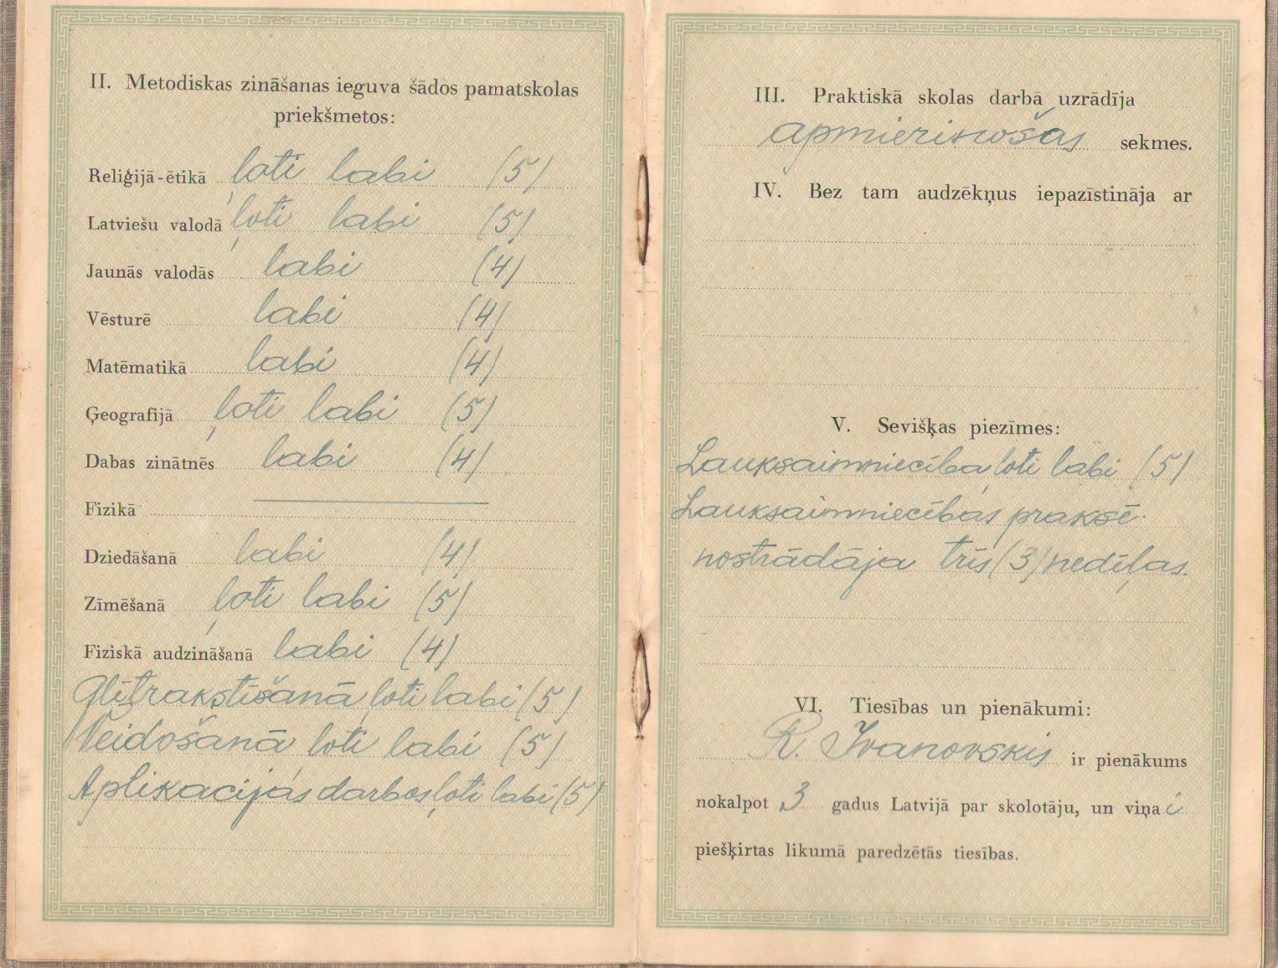 II. Metodiskas zināšanas ieguva šādos pamatskolas
priekšmetos:
Reliģijā-ētikā ļoti labi (5)
Latviešu valodā ļoti labi (5)
Jaunās valodās labi (4)
Vēsturē labi (4)
Matēmatikā labi (4)
Ģeografijā ļoti labi (5)
Dabas zinātnēs labi (4)
Fizikā
Dziedāšanā labi (4)
Zīmēšanā ļoti labi (5)
Fiziskā audzināšanā labi (4)
Glītrakstīšanā ļoti labi (5)
Veidošanā loti labi (5)
Aplikacijas darbos ļoti labi (5)
III. Praktiskā skolas darbā uzrādīja
apmierinošas sekmes.
IV. Bez tam audzēkņus iepazīstināja ar
V. Sevišķas piezīmes:
Lauksaimniecība ļoti labi (5)
Lauksaimniecības praksē
nostrādāja trīs (3) nedēļas.
VI. Tiesības un pienākumi:
R. Ivanovskis ir pienākums
nokalpot 3 gadus Latvijā par skolotāju, un viņai
piešķirtas likumā paredzētās tiesības.